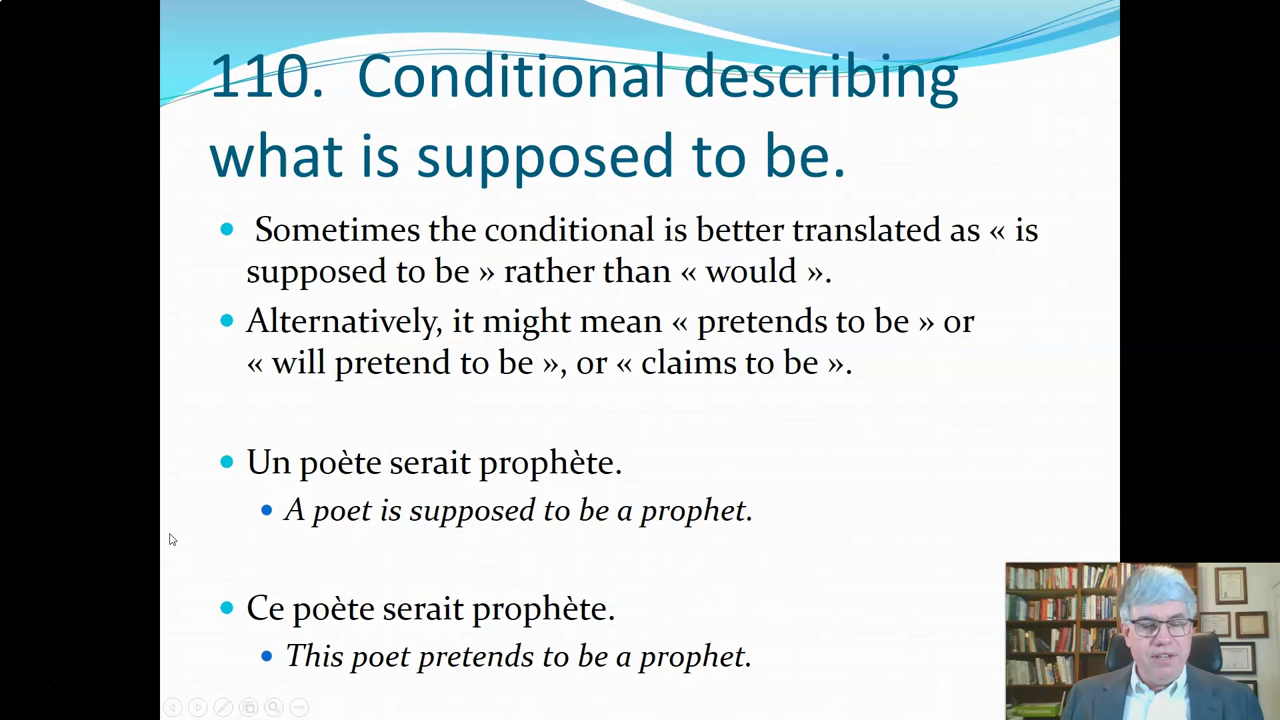 110. Conditional describing
what is supposed to be.
Sometimes the conditional is better translated as « is
supposed to be » rather than « would ».
Alternatively, it might mean « pretends to be » or
« will pretend to be », or « claims to be ».
Un poète serait prophète.
A poet is supposed to be a prophet.
Ce poète serait prophète.
This poet pretends to be a prophet.